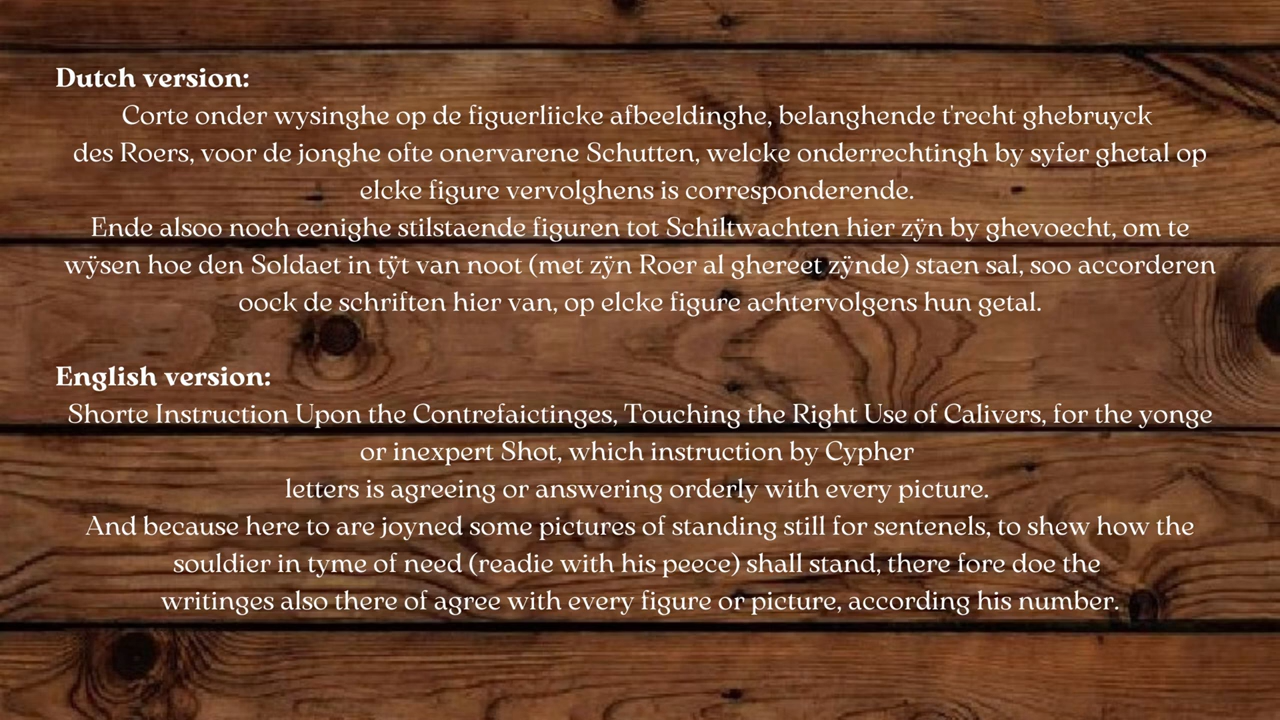 Dutch version:
Corte onder wysinghe op de figuerliicke afbeeldinghe, belanghende t'recht ghebruyck
des Roers, voor de jonghe ofte onervarene Schutten, welcke onderrechtingh by syfer ghetal op
elcke figure vervolghens is corresponderende.
Ende alsoo noch eenighe stilstaende figuren tot Schiltwachten hier zÿn by ghevoecht, om te
wÿsen hoe den Soldaet in tÿt van noot (met zÿn Roer al ghereet zÿnde) staen sal, soo accorderen
oock de schriften hier van, op elcke figure achtervolgens hun getal.
English version:
Shorte Instruction Upon the Contrefaictinges, Touching the Right Use of Calivers, for the yonge
or inexpert Shot, which instruction by Cypher
letters is agreeing or answering orderly with every picture.
And because here to are joyned some pictures of standing still for sentenels, to shew how the
souldier in tyme of need (readie with his peece) shall stand, there fore doe the
writinges also there of agree with every figure or picture, according his number.